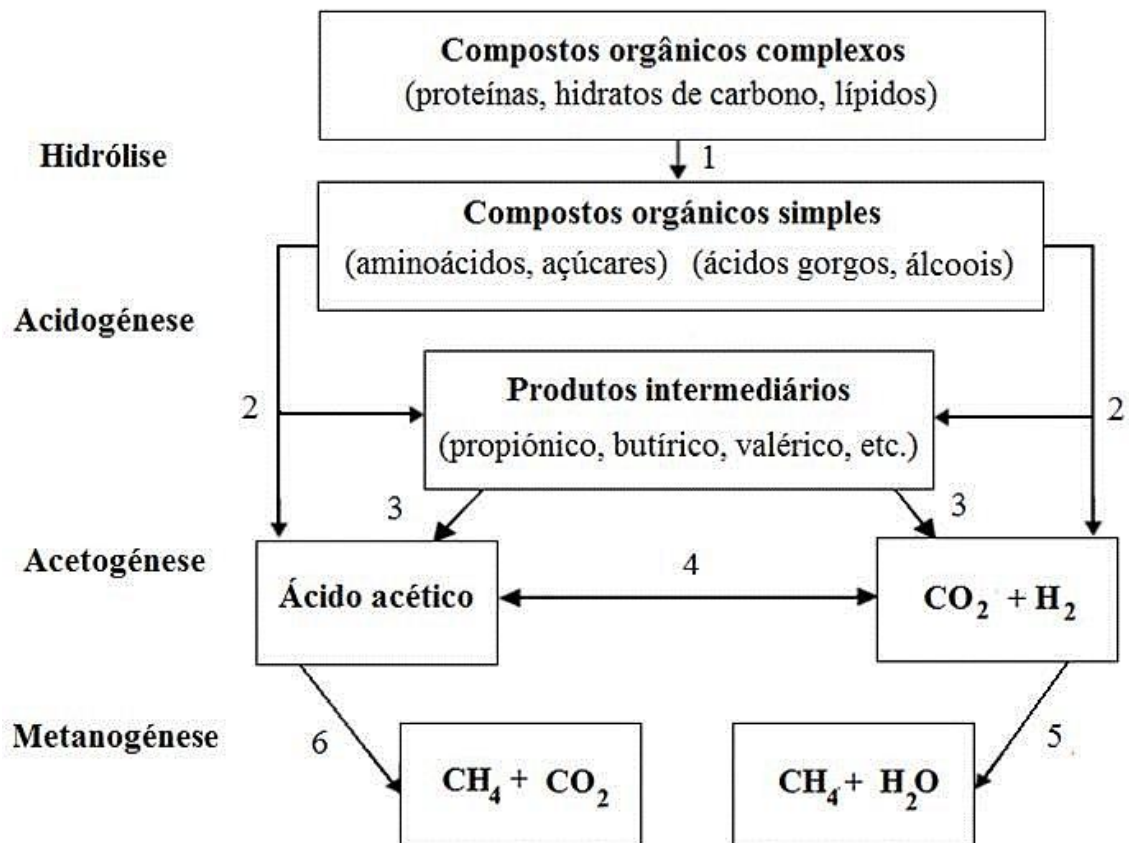 Compostos orgânicos complexos
(proteínas, hidratos de carbono, lípidos)
Hidrólise
1
Compostos orgánicos simples
(aminoácidos, açúcares) (ácidos gorgos, álcoois)
Acidogénese
Produtos intermediários
(propiónico, butírico, valérico, etc.)
2
2
3
3
Acetogénese
Ácido acético
4
CO₂ + H₂
Metanogénese
6
5
CH₄ + CO₂
CH₄ + H₂O